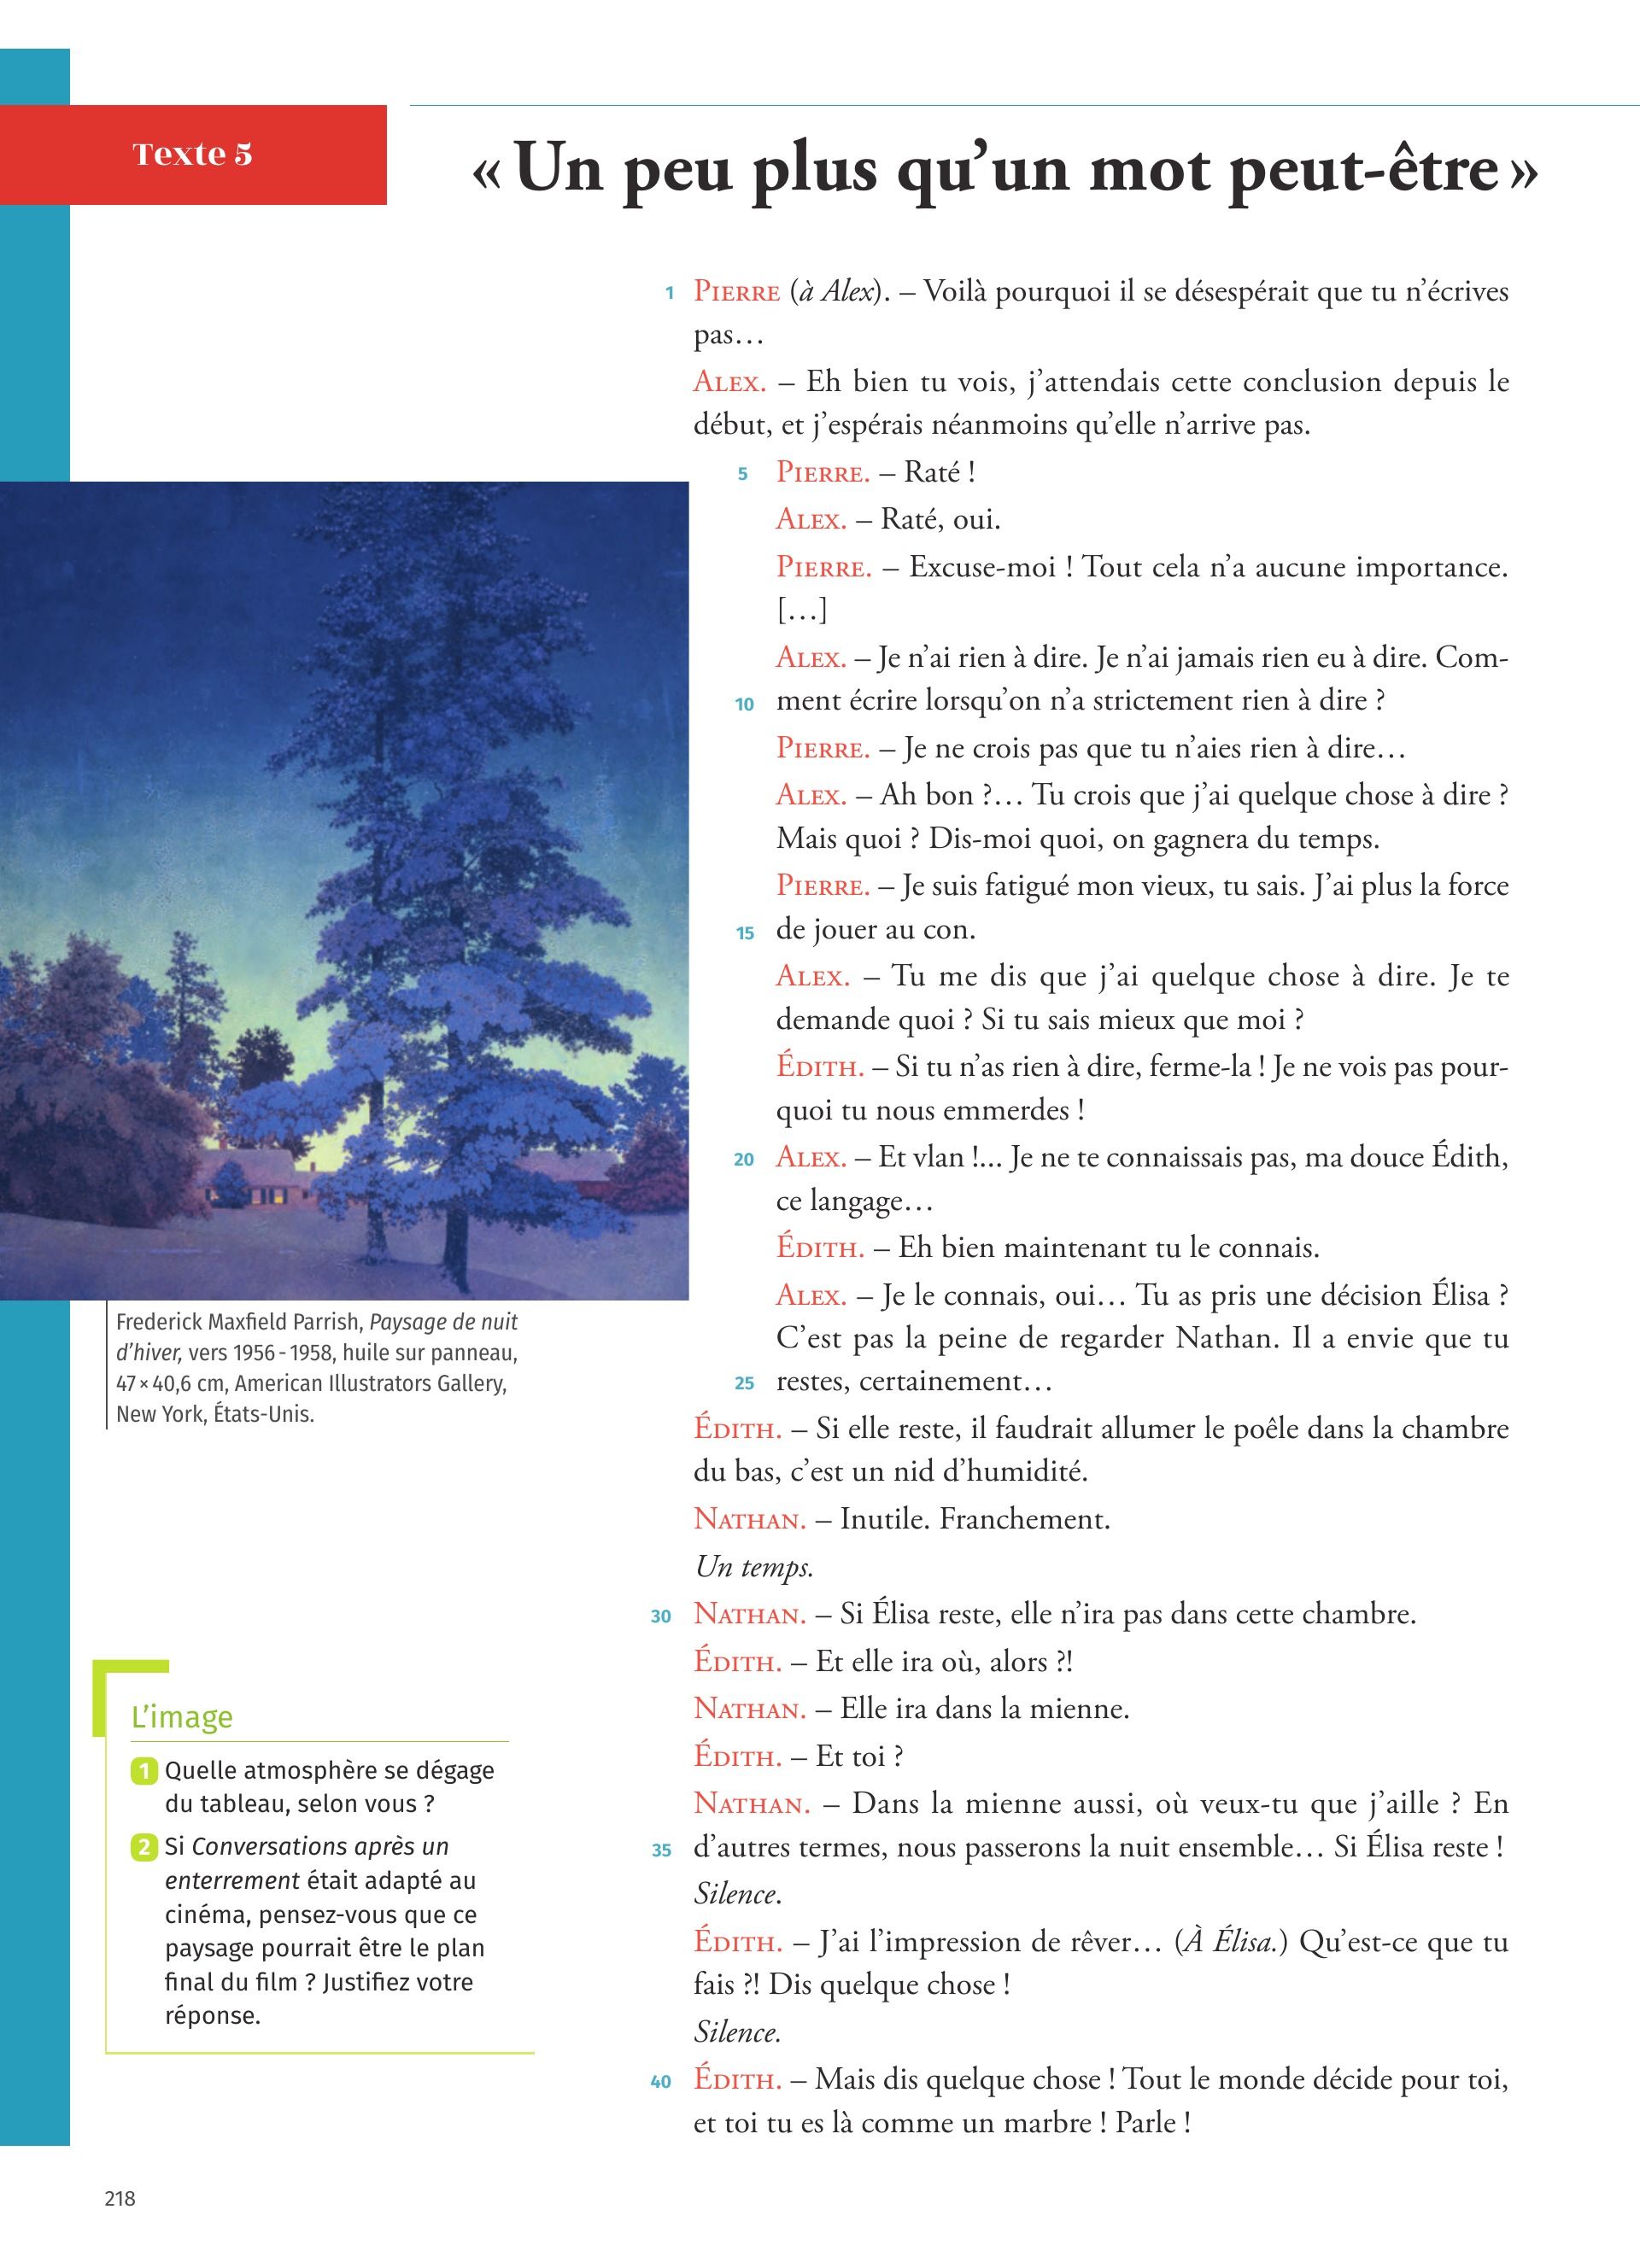 Texte 5
« Un peu plus qu’un mot peut-être »
1 PIERRE (à Alex). – Voilà pourquoi il se désespérait que tu n’écrives
pas…
ALEX. – Eh bien tu vois, j’attendais cette conclusion depuis le
début, et j’espérais néanmoins qu’elle n’arrive pas.
5 PIERRE. – Raté !
ALEX. – Raté, oui.
PIERRE. – Excuse-moi ! Tout cela n’a aucune importance.
[…]
ALEX. – Je n’ai rien à dire. Je n’ai jamais rien eu à dire. Com-
10 ment écrire lorsqu’on n’a strictement rien à dire ?
PIERRE. – Je ne crois pas que tu n’aies rien à dire…
ALEX. – Ah bon ?… Tu crois que j’ai quelque chose à dire ?
Mais quoi ? Dis-moi quoi, on gagnera du temps.
PIERRE. – Je suis fatigué mon vieux, tu sais. J’ai plus la force
15 de jouer au con.
ALEX. – Tu me dis que j’ai quelque chose à dire. Je te
demande quoi ? Si tu sais mieux que moi ?
ÉDITH. – Si tu n’as rien à dire, ferme-la ! Je ne vois pas pour-
quoi tu nous emmerdes !
20 ALEX. – Et vlan !... Je ne te connaissais pas, ma douce Édith,
ce langage…
ÉDITH. – Eh bien maintenant tu le connais.
ALEX. – Je le connais, oui… Tu as pris une décision Élisa ?
C’est pas la peine de regarder Nathan. Il a envie que tu
25 restes, certainement…
ÉDITH. – Si elle reste, il faudrait allumer le poêle dans la chambre
du bas, c’est un nid d’humidité.
NATHAN. – Inutile. Franchement.
Un temps.
30 NATHAN. – Si Élisa reste, elle n’ira pas dans cette chambre.
ÉDITH. – Et elle ira où, alors ?!
NATHAN. – Elle ira dans la mienne.
ÉDITH. – Et toi ?
NATHAN. – Dans la mienne aussi, où veux-tu que j’aille ? En
35 d’autres termes, nous passerons la nuit ensemble… Si Élisa reste !
Silence.
ÉDITH. – J’ai l’impression de rêver… (À Élisa.) Qu’est-ce que tu
fais ?! Dis quelque chose !
Silence.
40 ÉDITH. – Mais dis quelque chose ! Tout le monde décide pour toi,
et toi tu es là comme un marbre ! Parle !
Frederick Maxfield Parrish, Paysage de nuit
d’hiver, vers 1956-1958, huile sur panneau,
47 × 40,6 cm, American Illustrators Gallery,
New York, États-Unis.
L’image
1 Quelle atmosphère se dégage
du tableau, selon vous ?
2 Si Conversations après un
enterrement était adapté au
cinéma, pensez-vous que ce
paysage pourrait être le plan
final du film ? Justifiez votre
réponse.
218